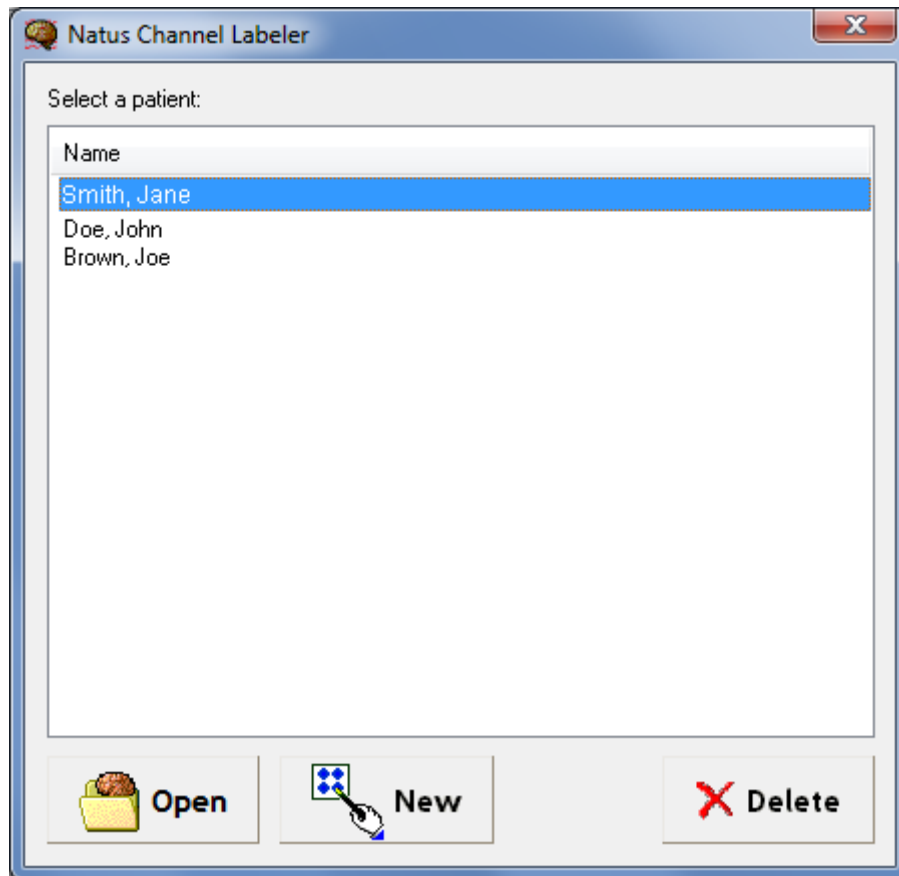 Natus Channel Labeler
Select a patient:
Name
Smith, Jane
Doe, John
Brown, Joe
Open
New
Delete